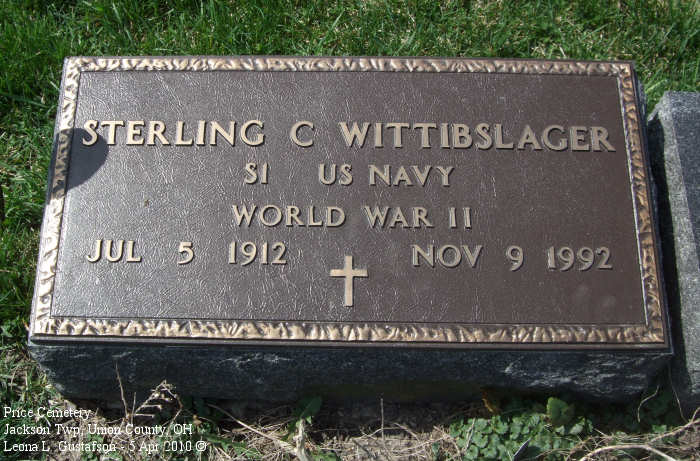 STERLING C WITTIBSLAGER
S1 US NAVY
WORLD WAR II
JUL 5 1912 NOV 9 1992
Price Cemetery
Jackson Twp, Union County, OH
Leona L. Gustafson - 5 Apr 2010 ©